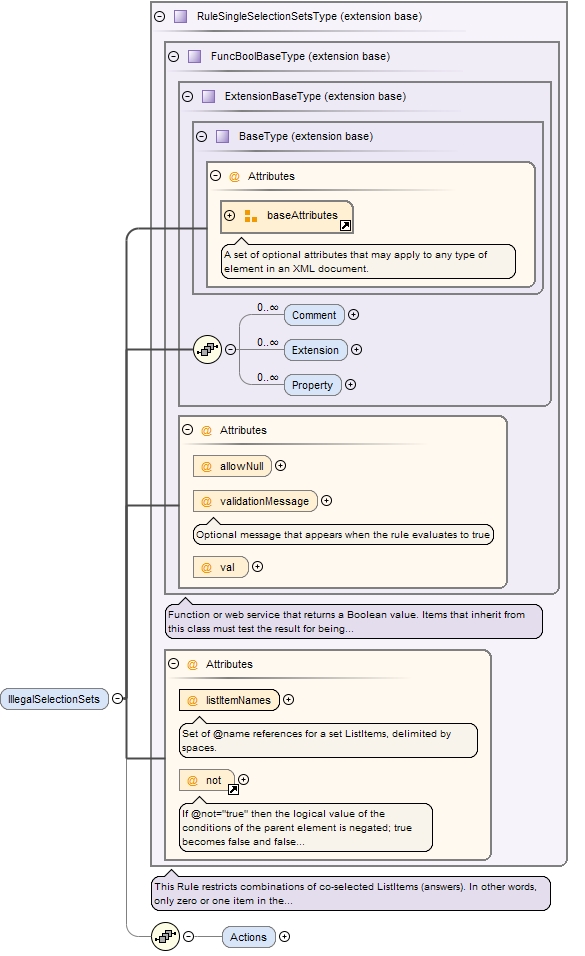 RuleSingleSelectionSetsType (extension base)
FuncBoolBaseType (extension base)
ExtensionBaseType (extension base)
BaseType (extension base)
@ Attributes
baseAttributes
A set of optional attributes that may apply to any type of
element in an XML document.
0..∞
Comment
0..∞
Extension
0..∞
Property
@ Attributes
@ allowNull
@ validationMessage
Optional message that appears when the rule evaluates to true
@ val
Function or web service that returns a Boolean value. Items that inherit from
this class must test the result for being...
@ Attributes
IllegalSelectionSets
@ listItemNames
Set of @name references for a set ListItems, delimited by
spaces.
@ not
If @not="true" then the logical value of the
conditions of the parent element is negated; true
becomes false and false...
This Rule restricts combinations of co-selected ListItems (answers). In other words,
only zero or one item in the...
Actions